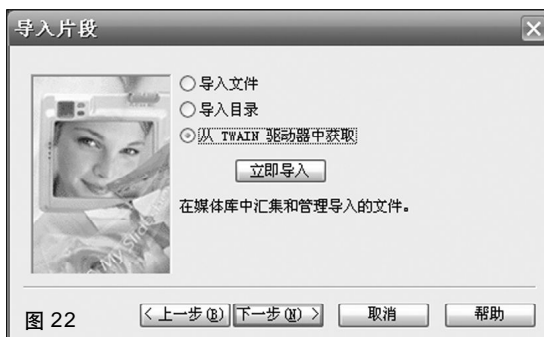 导入片段
导入文件
导入目录
从 TWAIN 驱动器中获取
立即导入
在媒体库中汇集和管理导入的文件。
My Slide
图 22
< 上一步(B) 下一步(N) > 取消 帮助